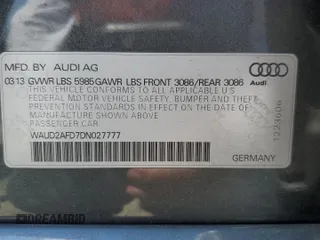 MFD. BY AUDI AG
03.13 GVWR LBS 5985 GAWR LBS FRONT 3086/REAR 3086
THIS VEHICLE CONFORMS TO ALL APPLICABLE
FEDERAL MOTOR VEHICLE SAFETY, BUMPER AND THEFT
PREVENTION STANDARDS IN EFFECT ON THE
DATE OF MANUFACTURE SHOWN ABOVE.
PASSENGER CAR
WAUD2AFD7DN027777
GERMANY
Audi
1223606
DREAMBID